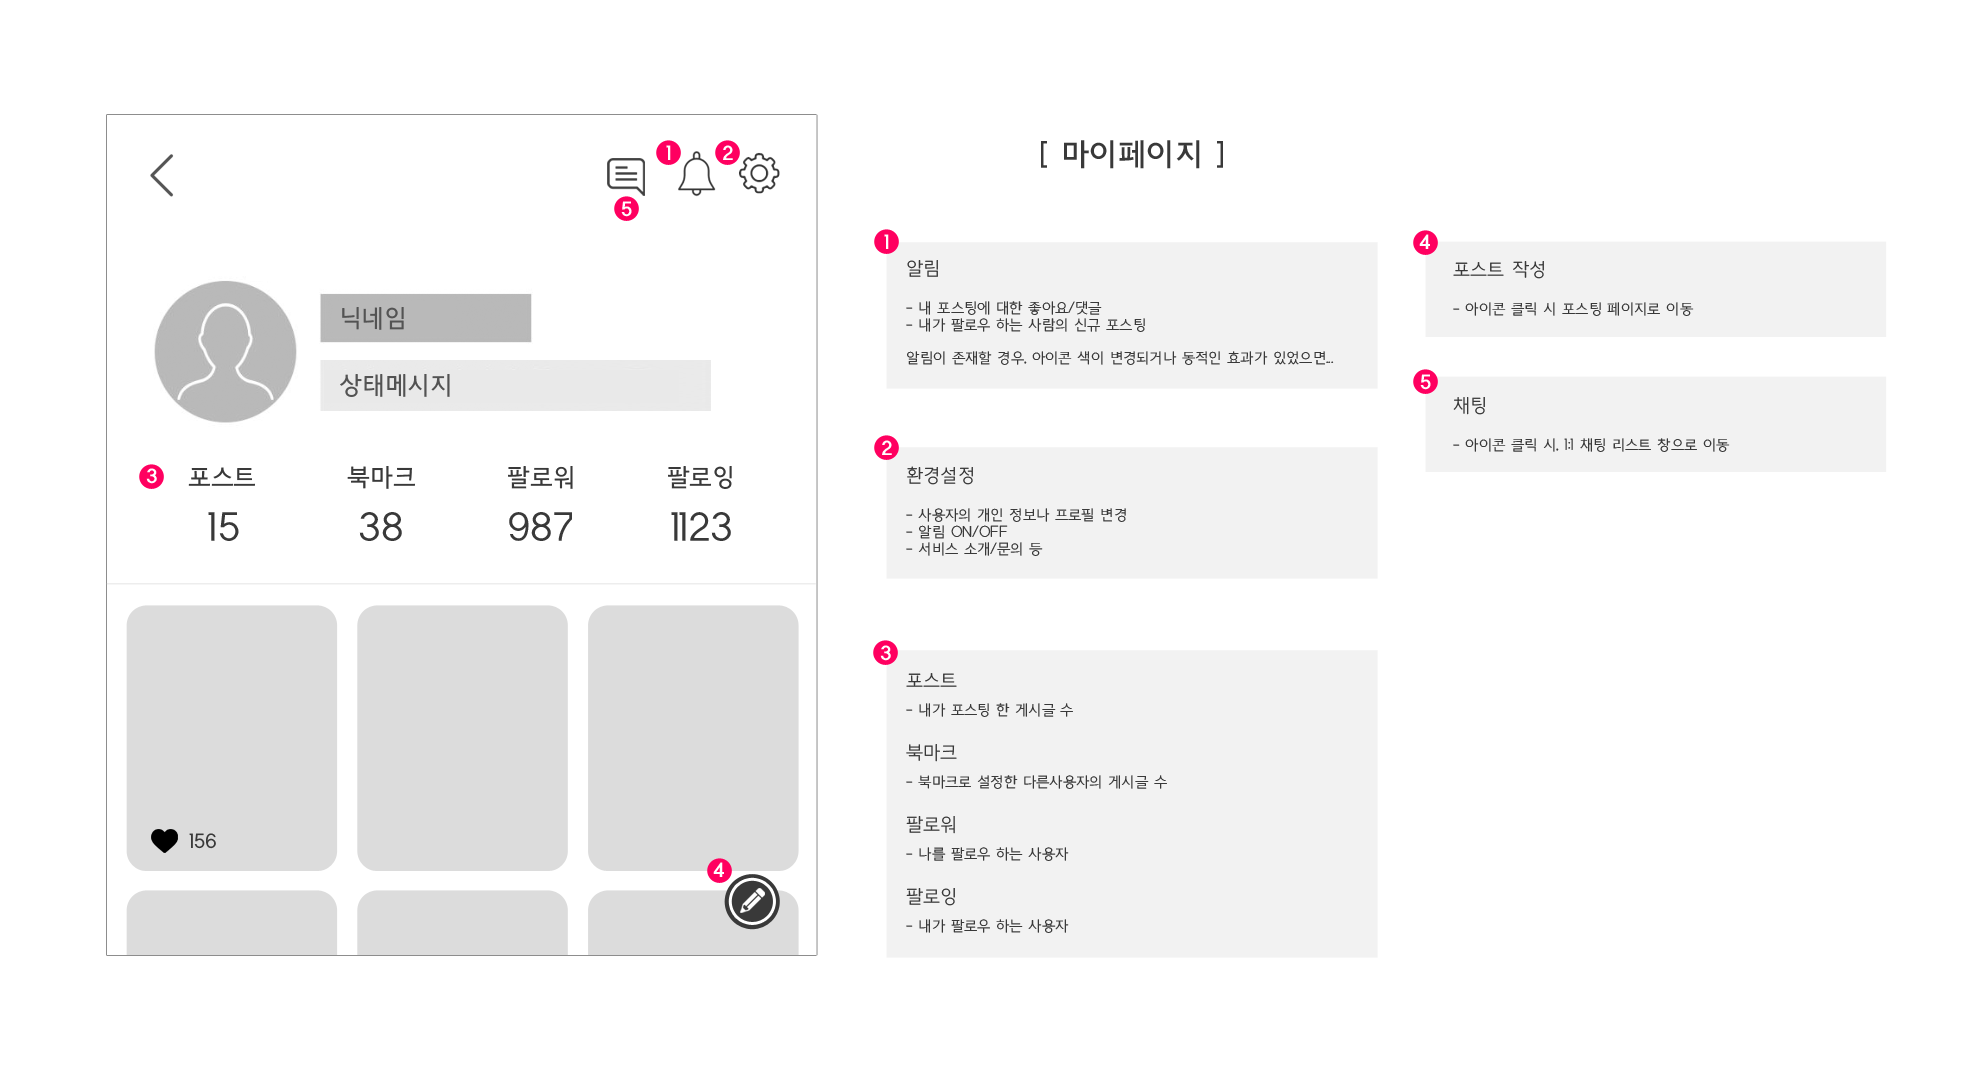 1
2
5
닉네임
상태메시지
3 포스트 북마크 팔로워 팔로잉
15 38 987 1123
156
4
[ 마이페이지 ]
1
알림
- 내 포스팅에 대한 좋아요/댓글
- 내가 팔로우 하는 사람의 신규 포스팅
알림이 존재할 경우, 아이콘 색이 변경되거나 동적인 효과가 있었으면...
2
환경설정
- 사용자의 개인 정보나 프로필 변경
- 알림 ON/OFF
- 서비스 소개/문의 등
3
포스트
- 내가 포스팅 한 게시글 수
북마크
- 북마크로 설정한 다른사용자의 게시글 수
팔로워
- 나를 팔로우 하는 사용자
팔로잉
- 내가 팔로우 하는 사용자
4
포스트 작성
- 아이콘 클릭 시 포스팅 페이지로 이동
5
채팅
- 아이콘 클릭 시, 1:1 채팅 리스트 창으로 이동